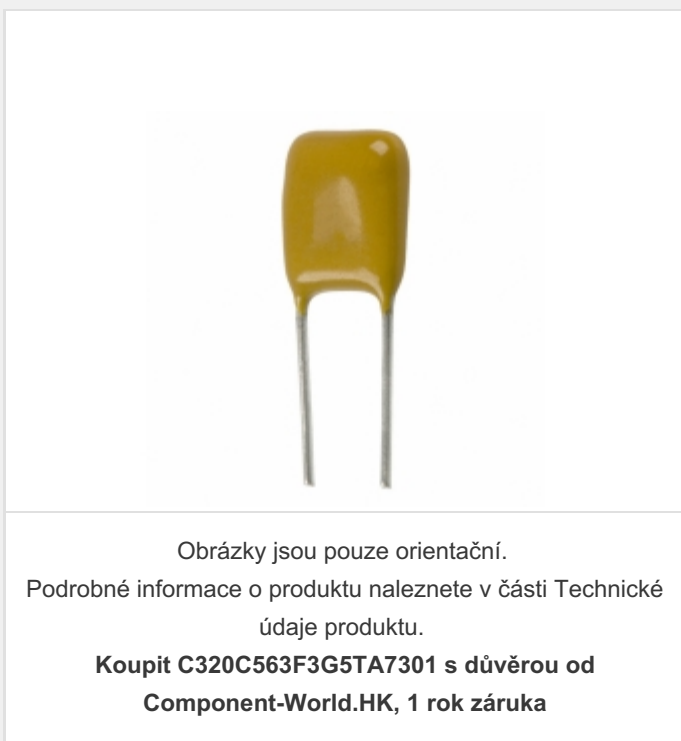 Obrázky jsou pouze orientační.
Podrobné informace o produktu naleznete v části Technické
údaje produktu.
Koupit C320C563F3G5TA7301 s důvěrou od
Component-World.HK, 1 rok záruka